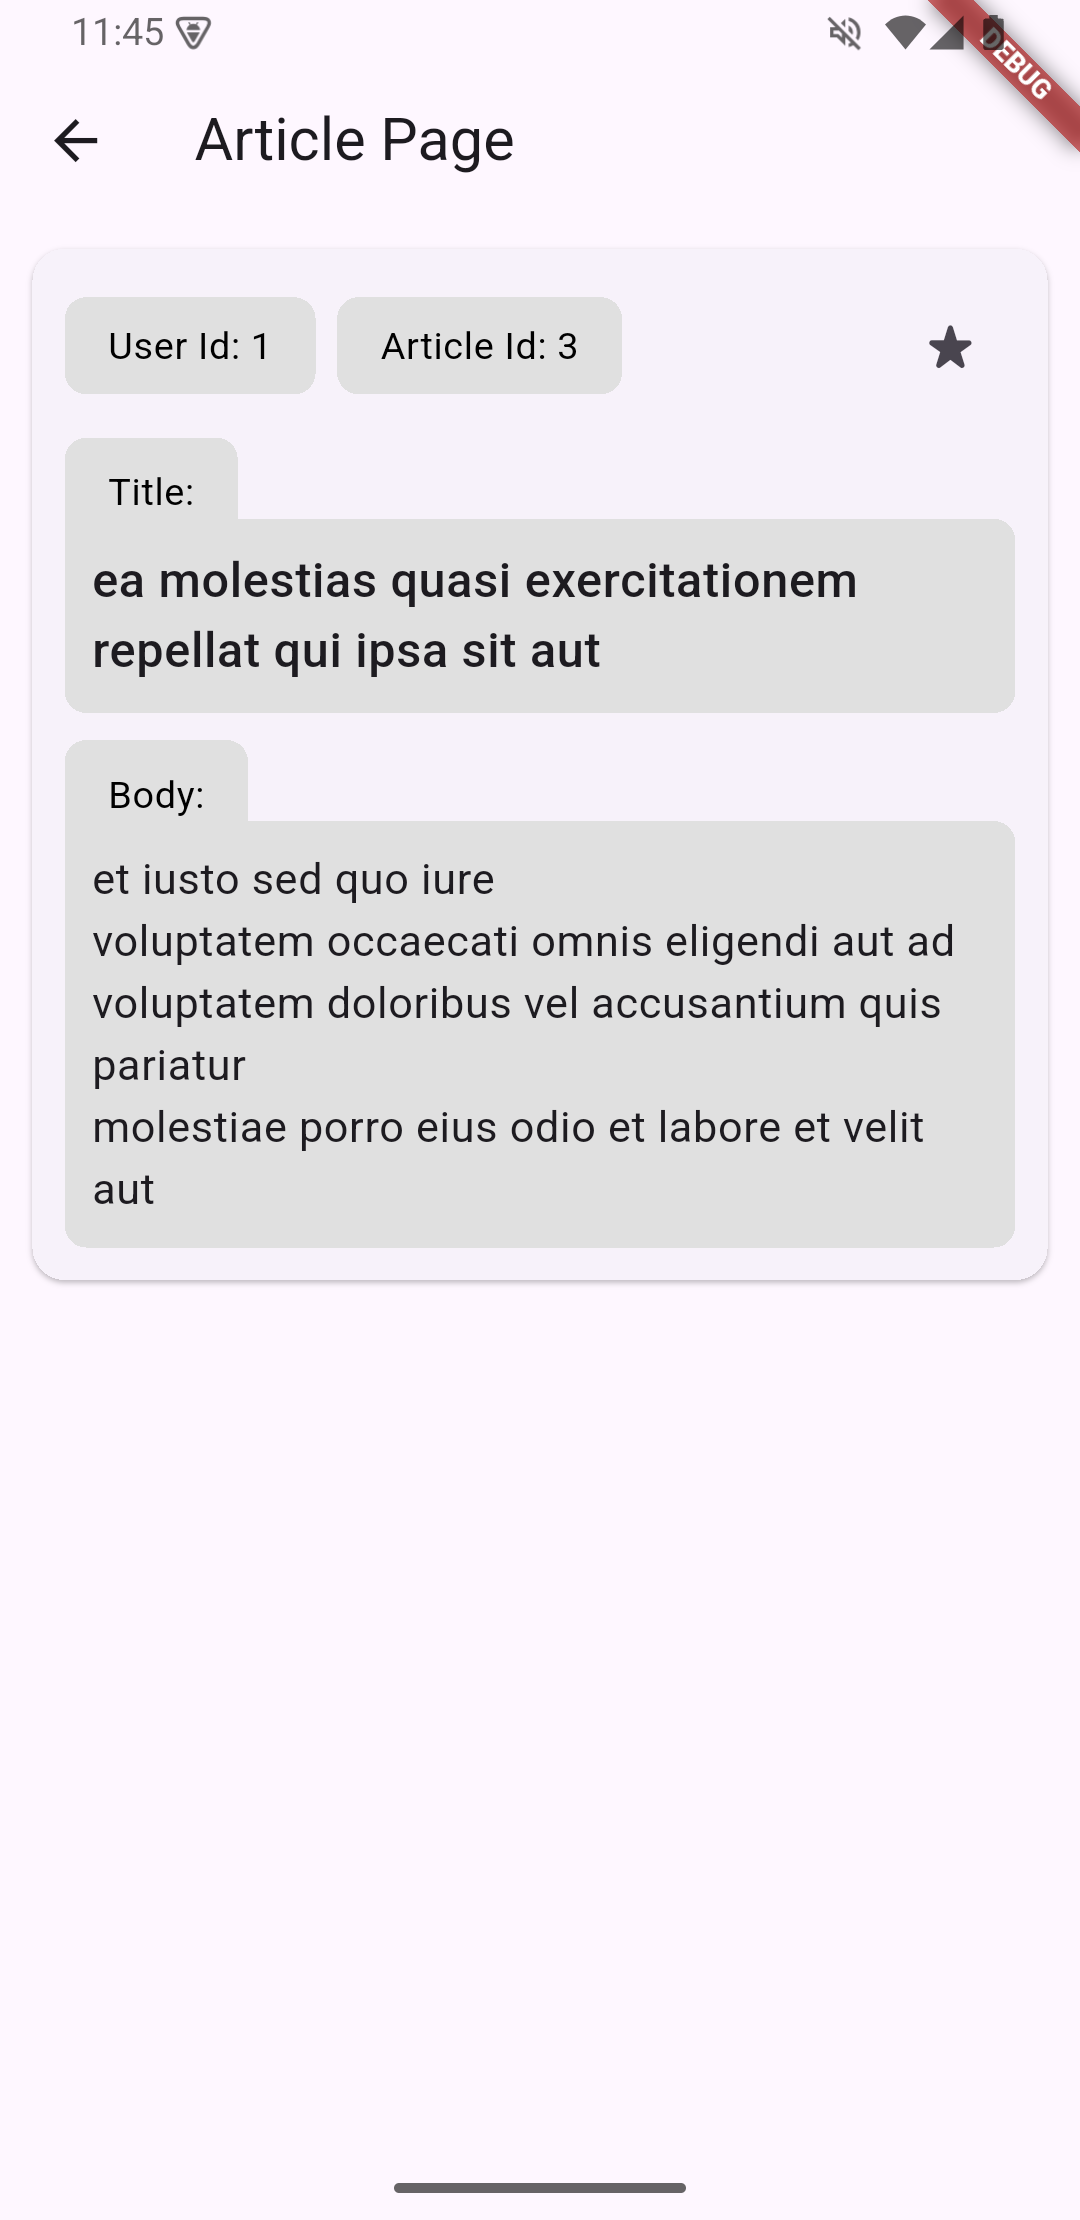 11:45
DEBUG
Article Page
User Id: 1
Article Id: 3
Title:
ea molestias quasi exercitationem
repellat qui ipsa sit aut
Body:
et iusto sed quo iure
voluptatem occaecati omnis eligendi aut ad
voluptatem doloribus vel accusantium quis
pariatur
molestiae porro eius odio et labore et velit
aut